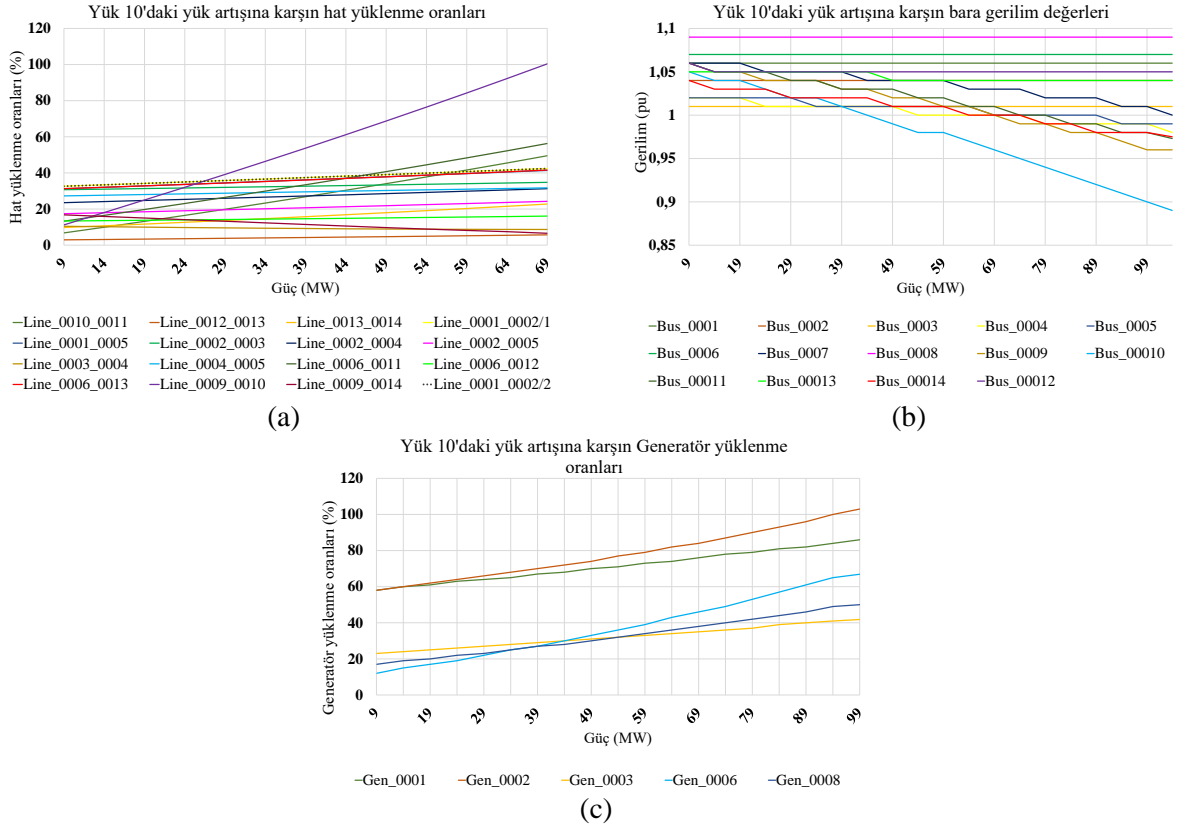 Yük 10'daki yük artışına karşın hat yüklenme oranları
Hat yüklenme oranları (%)
120
100
80
60
40
20
0
9 14 19 24 29 34 39 44 49 54 59 64 69
Güç (MW)
Line_0010_0011 Line_0012_0013 Line_0013_0014 Line_0001_0002/1
Line_0001_0005 Line_0002_0003 Line_0002_0004 Line_0002_0005
Line_0003_0004 Line_0004_0005 Line_0006_0011 Line_0006_0012
Line_0006_0013 Line_0009_0010 Line_0009_0014 Line_0001_0002/2
(a)
Yük 10'daki yük artışına karşın bara gerilim değerleri
Gerilim (pu)
1,1
1,05
1
0,95
0,9
0,85
9 19 29 39 49 59 69 79 89 99
Güç (MW)
Bus_0001 Bus_0002 Bus_0003 Bus_0004 Bus_0005
Bus_0006 Bus_0007 Bus_0008 Bus_0009 Bus_00010
Bus_00011 Bus_00013 Bus_00014 Bus_00012
(b)
Yük 10'daki yük artışına karşın Generatör yüklenme
oranları
Generatör yüklenme oranları (%)
120
100
80
60
40
20
0
9 19 29 39 49 59 69 79 89 99
Güç (MW)
Gen_0001 Gen_0002 Gen_0003 Gen_0006 Gen_0008
(c)